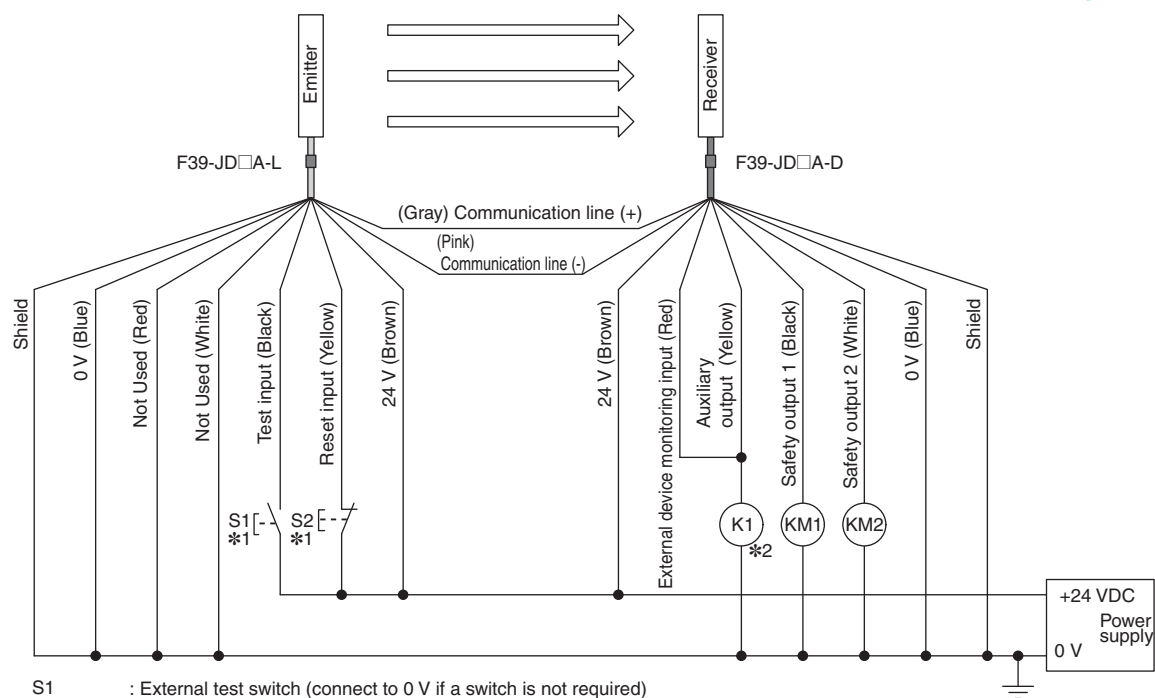 Emitter
Receiver
F39-JD□A-L
F39-JD□A-D
(Gray) Communication line (+)
(Pink)
Communication line (-)
Shield
0 V (Blue)
Not Used (Red)
Not Used (White)
Test input (Black)
Reset input (Yellow)
24 V (Brown)
24 V (Brown)
External device monitoring input (Red)
Auxiliary
output (Yellow)
Safety output 1 (Black)
Safety output 2 (White)
0 V (Blue)
Shield
S1
*1
S2
*1
K1
*2
KM1
KM2
+24 VDC
Power
supply
0 V
S1 : External test switch (connect to 0 V if a switch is not required)